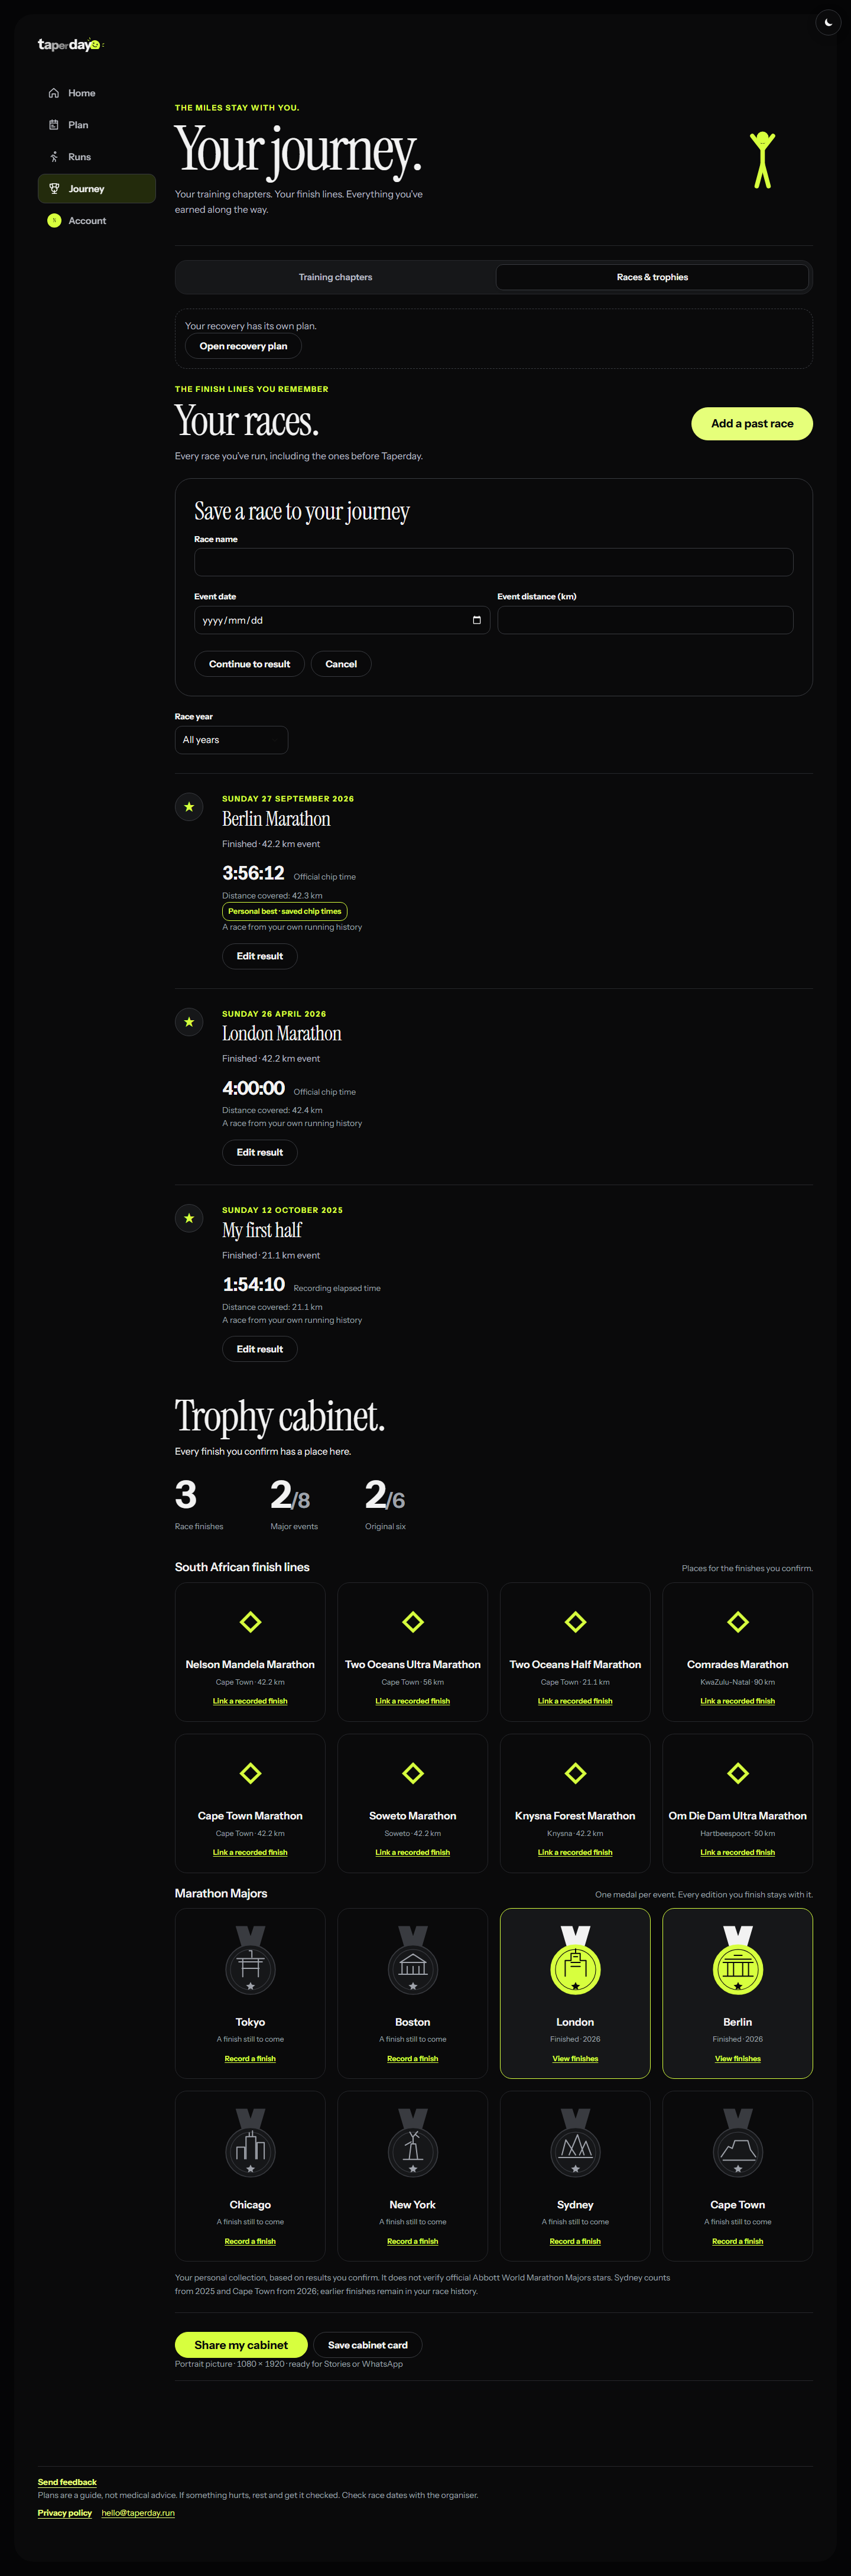 taperday
Home
Plan
Runs
Journey
Account
THE MILES STAY WITH YOU.
Your journey.
Your training chapters. Your finish lines. Everything you've
earned along the way.
Training chapters
Races & trophies
Your recovery has its own plan.
Open recovery plan
THE FINISH LINES YOU REMEMBER
Your races.
Add a past race
Every race you've run, including the ones before Taperday.
Save a race to your journey
Race name
Event date
Event distance (km)
yyyy/mm/dd
Continue to result
Cancel
Race year
All years
SUNDAY 27 SEPTEMBER 2026
Berlin Marathon
Finished · 42.2 km event
3:56:12 Official chip time
Distance covered: 42.3 km
Personal best · saved chip times
A race from your own running history
Edit result
SUNDAY 26 APRIL 2026
London Marathon
Finished · 42.2 km event
4:00:00 Official chip time
Distance covered: 42.4 km
A race from your own running history
Edit result
SUNDAY 12 OCTOBER 2025
My first half
Finished · 21.1 km event
1:54:10 Recording elapsed time
Distance covered: 21.1 km
A race from your own running history
Edit result
Trophy cabinet.
Every finish you confirm has a place here.
3 2/8 2/6
Race finishes Major events Original six
South African finish lines
Places for the finishes you confirm.
Nelson Mandela Marathon
Cape Town · 42.2 km
Link a recorded finish
Two Oceans Ultra Marathon
Cape Town · 56 km
Link a recorded finish
Two Oceans Half Marathon
Cape Town · 21.1 km
Link a recorded finish
Comrades Marathon
KwaZulu-Natal · 90 km
Link a recorded finish
Cape Town Marathon
Cape Town · 42.2 km
Link a recorded finish
Soweto Marathon
Soweto · 42.2 km
Link a recorded finish
Knysna Forest Marathon
Knysna · 42.2 km
Link a recorded finish
Om Die Dam Ultra Marathon
Hartbeespoort · 50 km
Link a recorded finish
Marathon Majors
One medal per event. Every edition you finish stays with it.
Tokyo
A finish still to come
Record a finish
Boston
A finish still to come
Record a finish
London
Finished · 2026
View finishes
Berlin
Finished · 2026
View finishes
Chicago
A finish still to come
Record a finish
New York
A finish still to come
Record a finish
Sydney
A finish still to come
Record a finish
Cape Town
A finish still to come
Record a finish
Your personal collection, based on results you confirm. It does not verify official Abbott World Marathon Majors stars. Sydney counts
from 2025 and Cape Town from 2026; earlier finishes remain in your race history.
Share my cabinet
Save cabinet card
Portrait picture · 1080 × 1920 · ready for Stories or WhatsApp
Send feedback
Plans are a guide, not medical advice. If something hurts, rest and get it checked. Check race dates with the organiser.
Privacy policy
hello@taperday.run